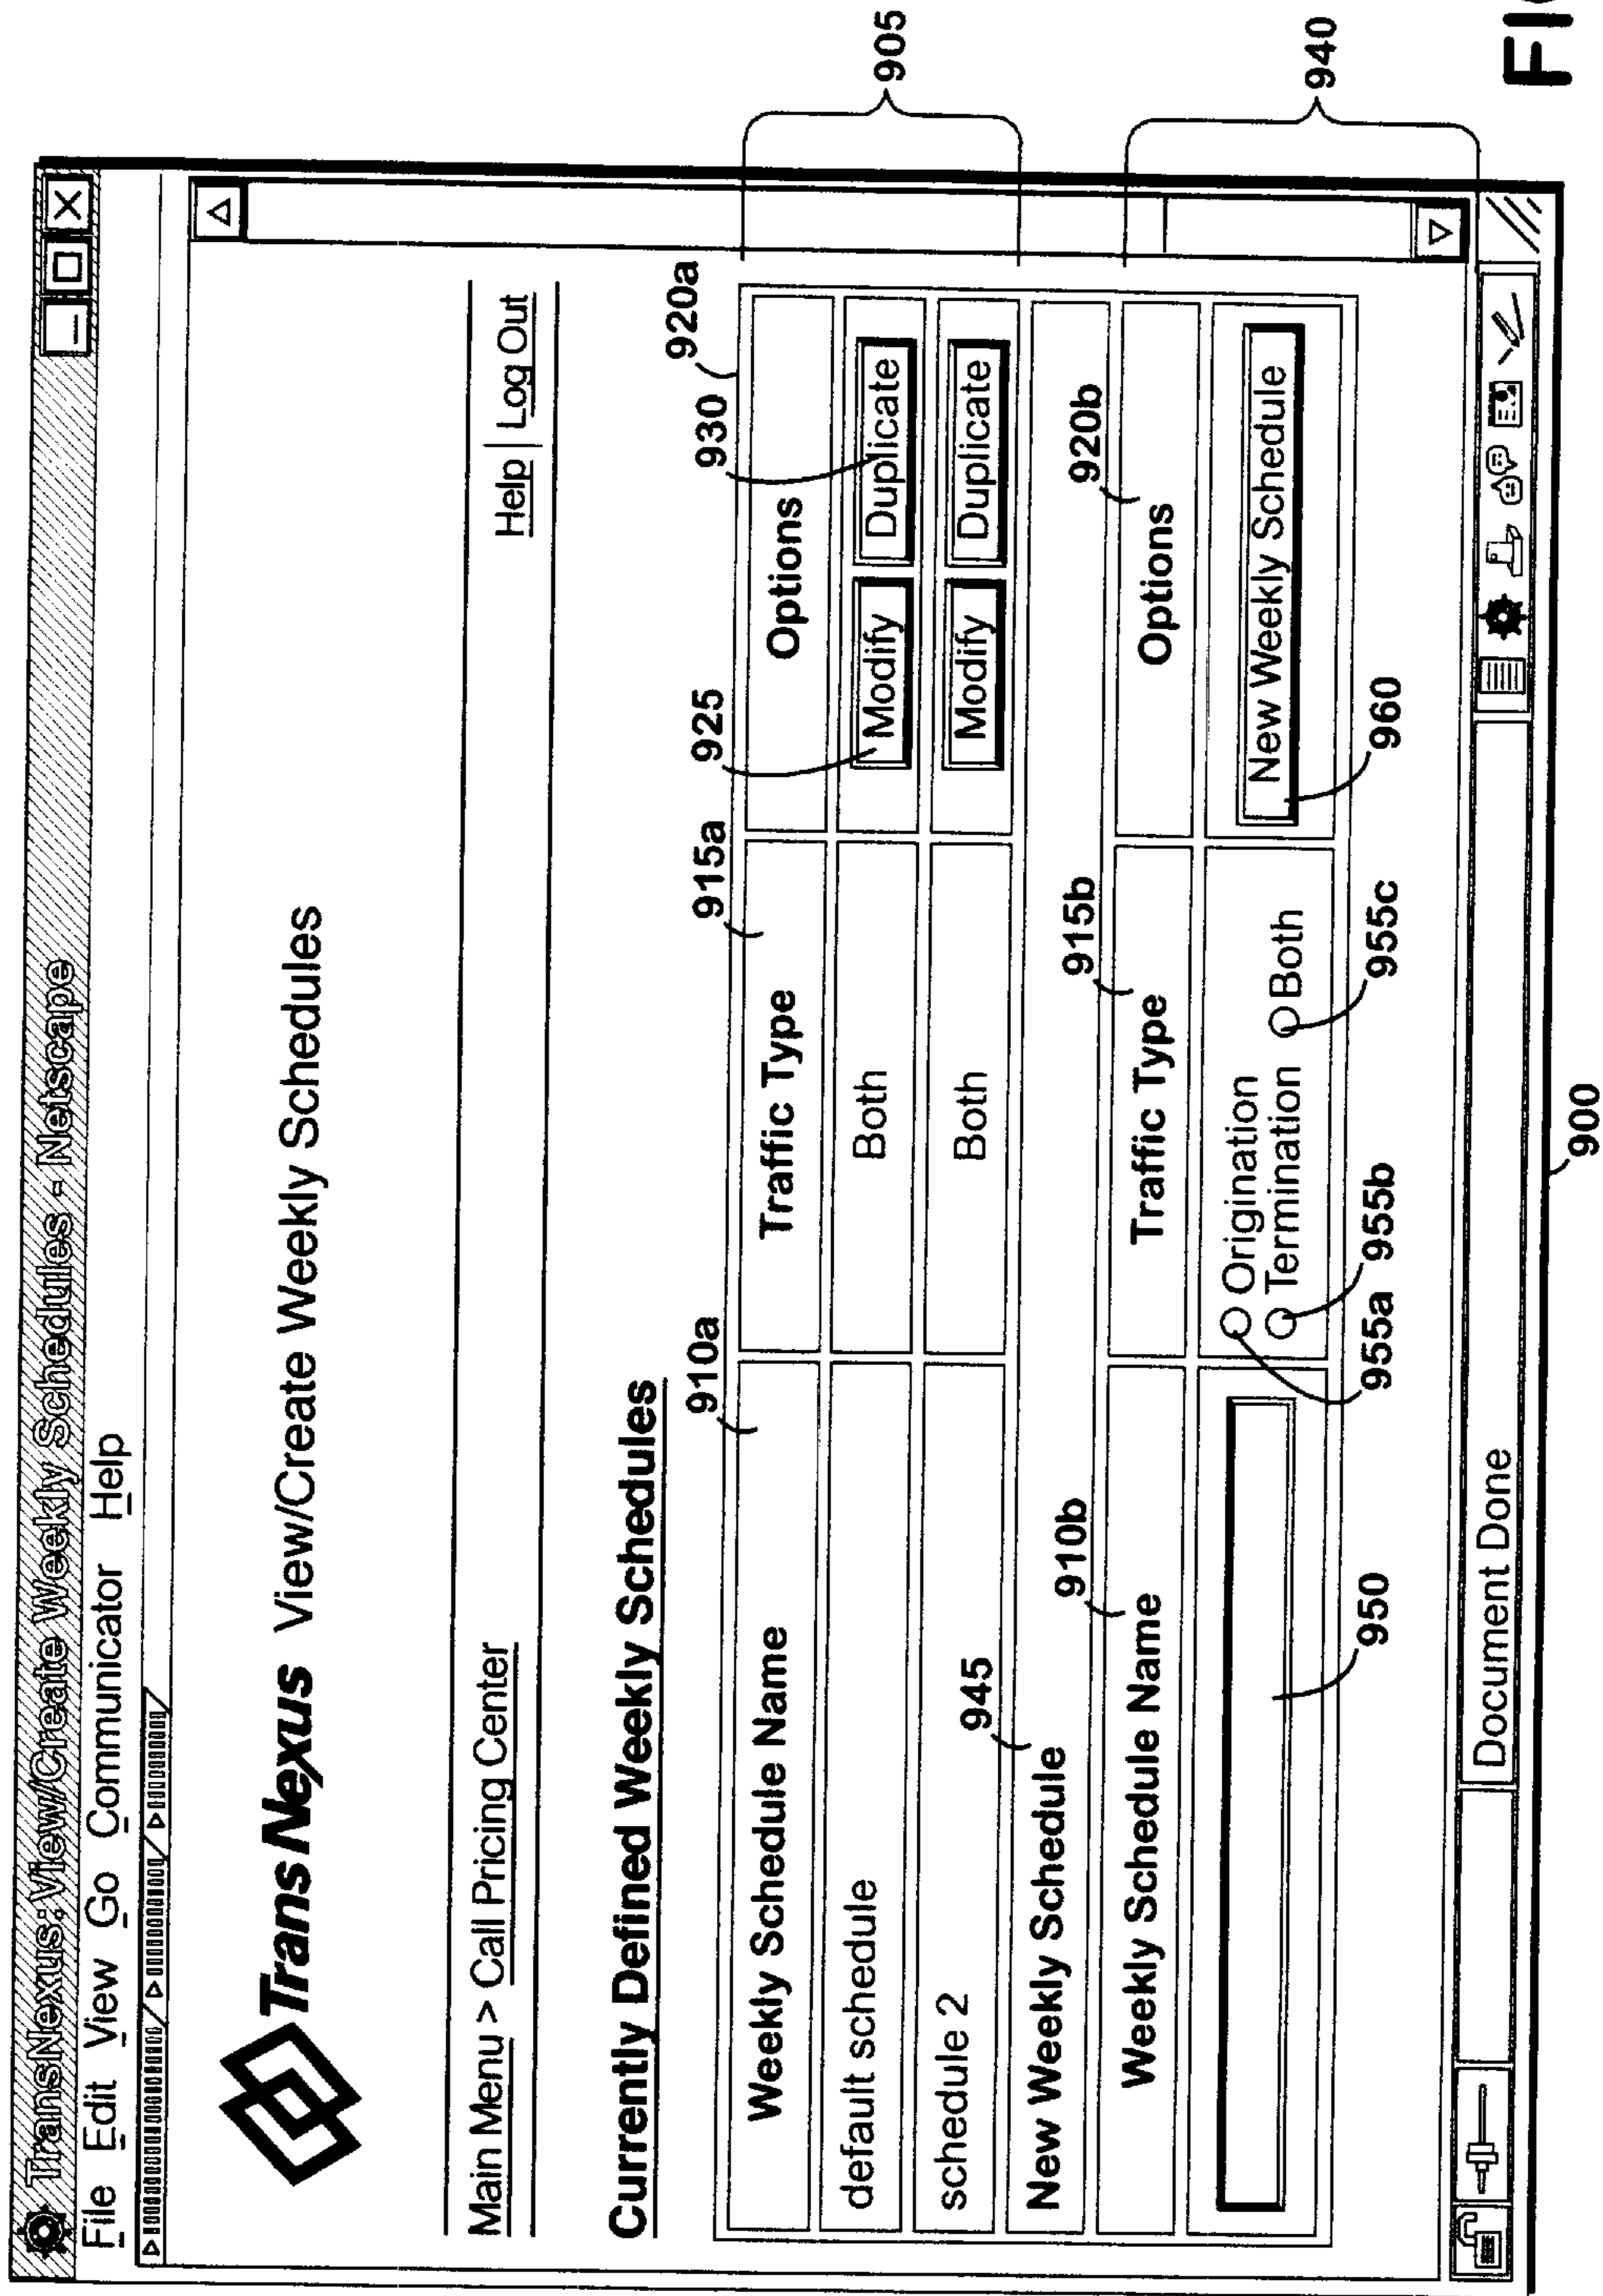 TransNexus: View/Create Weekly Schedules - Netscape
File Edit View Go Communicator Help
TransNexus View/Create Weekly Schedules
Main Menu > Call Pricing Center
Help | Log Out
Currently Defined Weekly Schedules
910a
915a
925
930
920a
Weekly Schedule Name
Traffic Type
Options
default schedule
Both
Modify
Duplicate
905
schedule 2
Both
Modify
Duplicate
945
New Weekly Schedule
910b
915b
920b
Weekly Schedule Name
Traffic Type
Options
Origination
Termination
Both
New Weekly Schedule
940
950
955a
955b
955c
960
Document Done
900